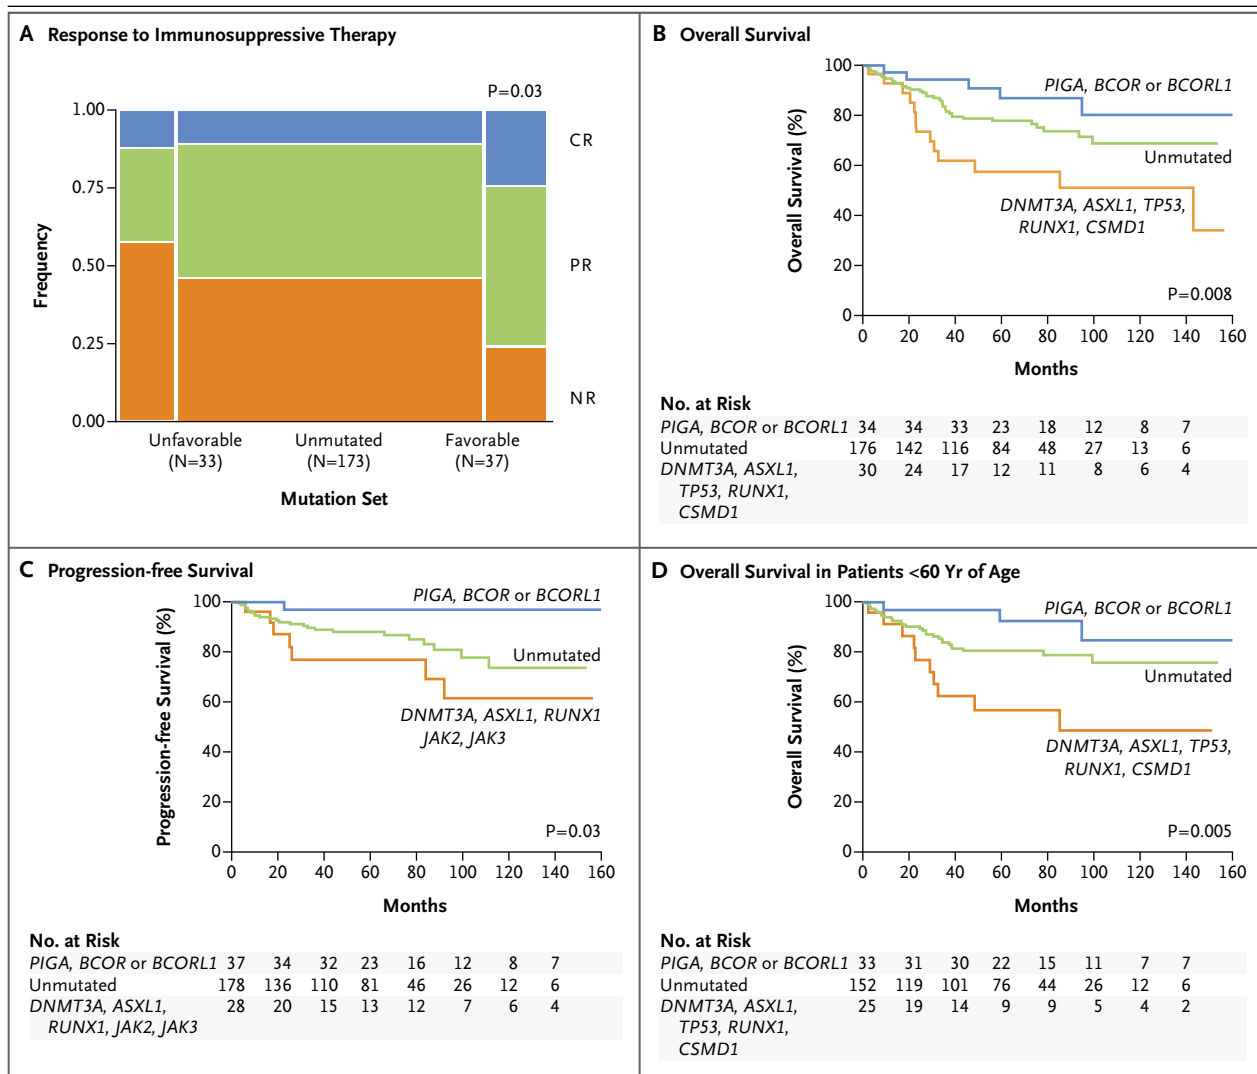 A Response to Immunosuppressive Therapy
P=0.03
1.00
0.75
0.50
0.25
0.00
Frequency
CR
PR
NR
Unfavorable Unmutated Favorable
(N=33) (N=173) (N=37)
Mutation Set
B Overall Survival
100
80
60
40
20
0
Overall Survival (%)
PIGA, BCOR or BCORL1
Unmutated
DNMT3A, ASXL1, TP53,
RUNX1, CSMD1
P=0.008
0 20 40 60 80 100 120 140 160
Months
No. at Risk
PIGA, BCOR or BCORL1 34 34 33 23 18 12 8 7
Unmutated 176 142 116 84 48 27 13 6
DNMT3A, ASXL1, 30 24 17 12 11 8 6 4
TP53, RUNX1,
CSMD1
C Progression-free Survival
100
80
60
40
20
0
Progression-free Survival (%)
PIGA, BCOR or BCORL1
Unmutated
DNMT3A, ASXL1, RUNX1
JAK2, JAK3
P=0.03
0 20 40 60 80 100 120 140 160
Months
No. at Risk
PIGA, BCOR or BCORL1 37 34 32 23 16 12 8 7
Unmutated 178 136 110 81 46 26 12 6
DNMT3A, ASXL1, 28 20 15 13 12 7 6 4
RUNX1, JAK2, JAK3
D Overall Survival in Patients <60 Yr of Age
100
80
60
40
20
0
Overall Survival (%)
PIGA, BCOR or BCORL1
Unmutated
DNMT3A, ASXL1, TP53,
RUNX1, CSMD1
P=0.005
0 20 40 60 80 100 120 140 160
Months
No. at Risk
PIGA, BCOR or BCORL1 33 31 30 22 15 11 7 7
Unmutated 152 119 101 76 44 26 12 6
DNMT3A, ASXL1, 25 19 14 9 9 5 4 2
TP53, RUNX1,
CSMD1